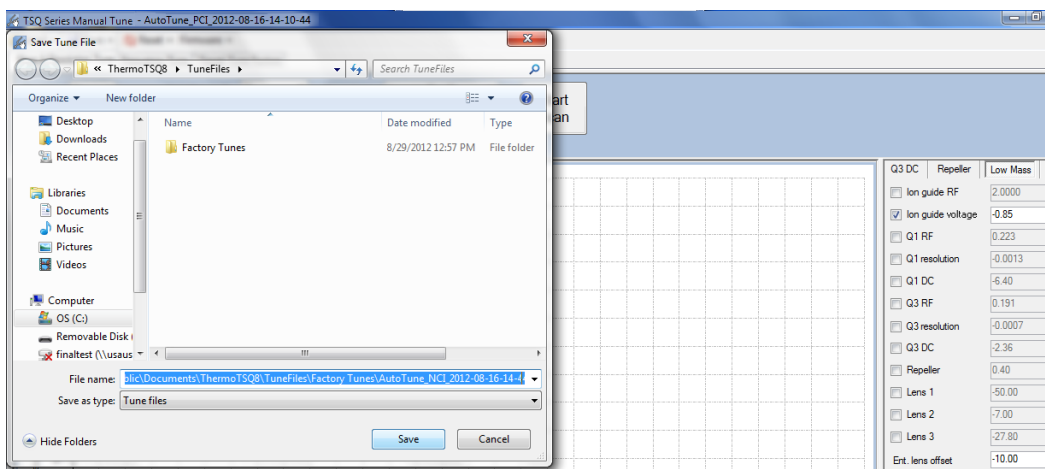 TSQ Series Manual Tune - AutoTune_PCI_2012-08-16-14-10-44
Save Tune File
« ThermoTSQ8 TuneFiles
Search TuneFiles
Organize New folder
Name Date modified Type
Factory Tunes 8/29/2012 12:57 PM File folder
Desktop
Downloads
Recent Places
Libraries
Documents
Music
Pictures
Videos
Computer
OS (C:)
Removable Disk (
finaltest (\\usaus
File name: blic\Documents\ThermoTSQ8\TuneFiles\Factory Tunes\AutoTune_NCI_2012-08-16-14-4
Save as type: Tune files
Hide Folders
Save Cancel
art
an
Q3 DC Repeller Low Mass
Ion guide RF 2.0000
Ion guide voltage -0.85
Q1 RF 0.223
Q1 resolution -0.0013
Q1 DC -6.40
Q3 RF 0.191
Q3 resolution -0.0007
Q3 DC -2.36
Repeller 0.40
Lens 1 -50.00
Lens 2 -7.00
Lens 3 -27.80
Ent. lens offset -10.00